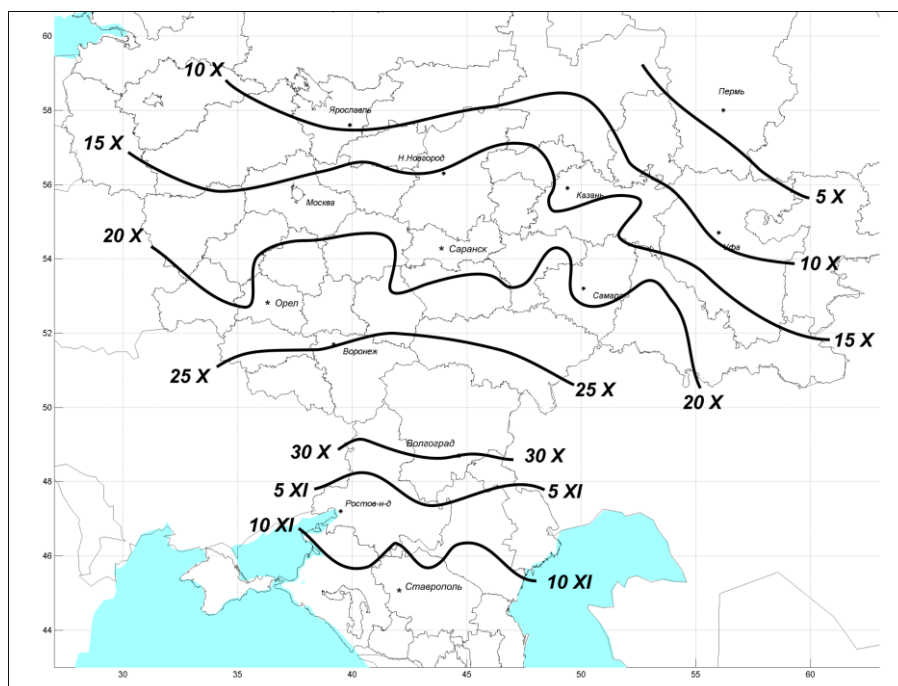 60
10 X
Пермь
Ярославль
58
15 X
Н.Новгород
56
Казань
5 X
Москва
20 X
Саранск
Уфа
54
10 X
Орел
Самара
52
Воронеж
15 X
25 X
25 X
20 X
50
30 X
Волгоград
30 X
48
5 XI
5 XI
Ростов-н-д
10 XI
46
10 XI
Ставрополь
44
30 35 40 45 50 55 60